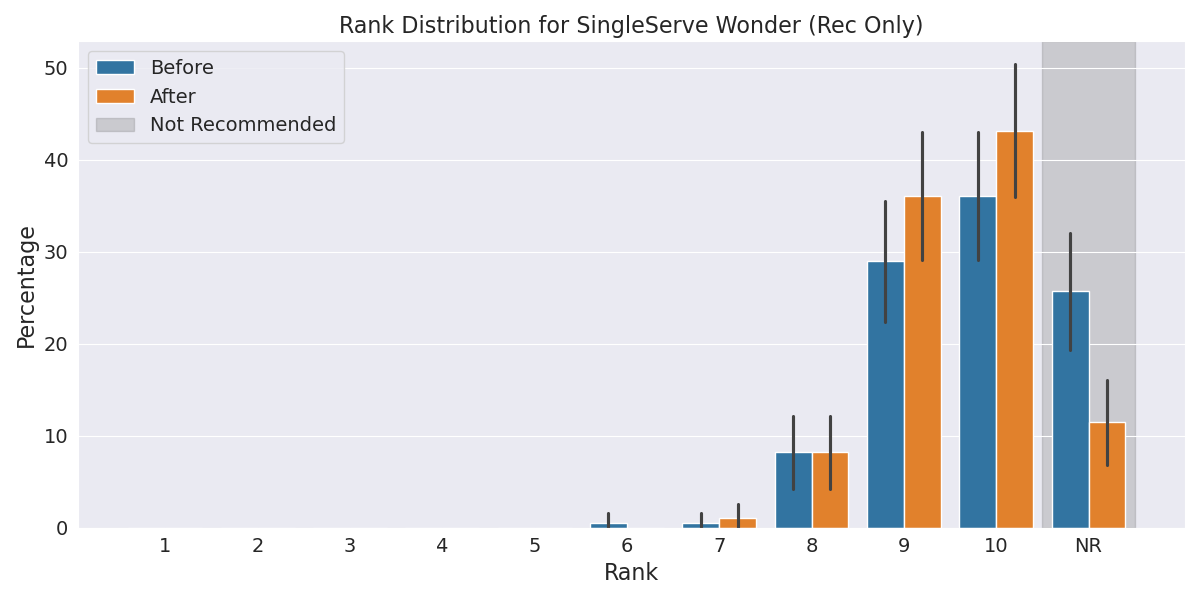 Rank Distribution for SingleServe Wonder (Rec Only)
Before
After
Not Recommended
Percentage
50
40
30
20
10
0
1 2 3 4 5 6 7 8 9 10 NR
Rank